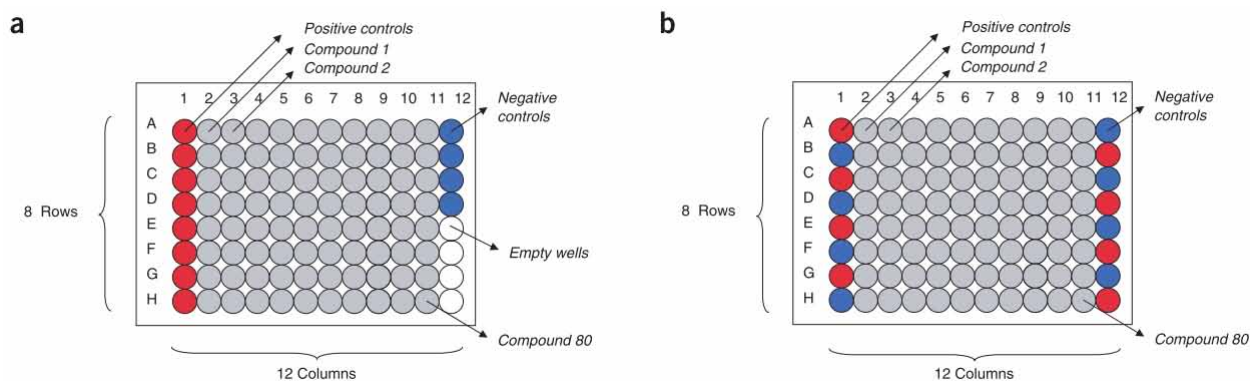 a
Positive controls
Compound 1
Compound 2
1 2 3 4 5 6 7 8 9 10 11 12
Negative
controls
A
B
C
D
E
F
G
H
8 Rows
Empty wells
Compound 80
12 Columns
b
Positive controls
Compound 1
Compound 2
1 2 3 4 5 6 7 8 9 10 11 12
Negative
controls
A
B
C
D
E
F
G
H
8 Rows
Compound 80
12 Columns